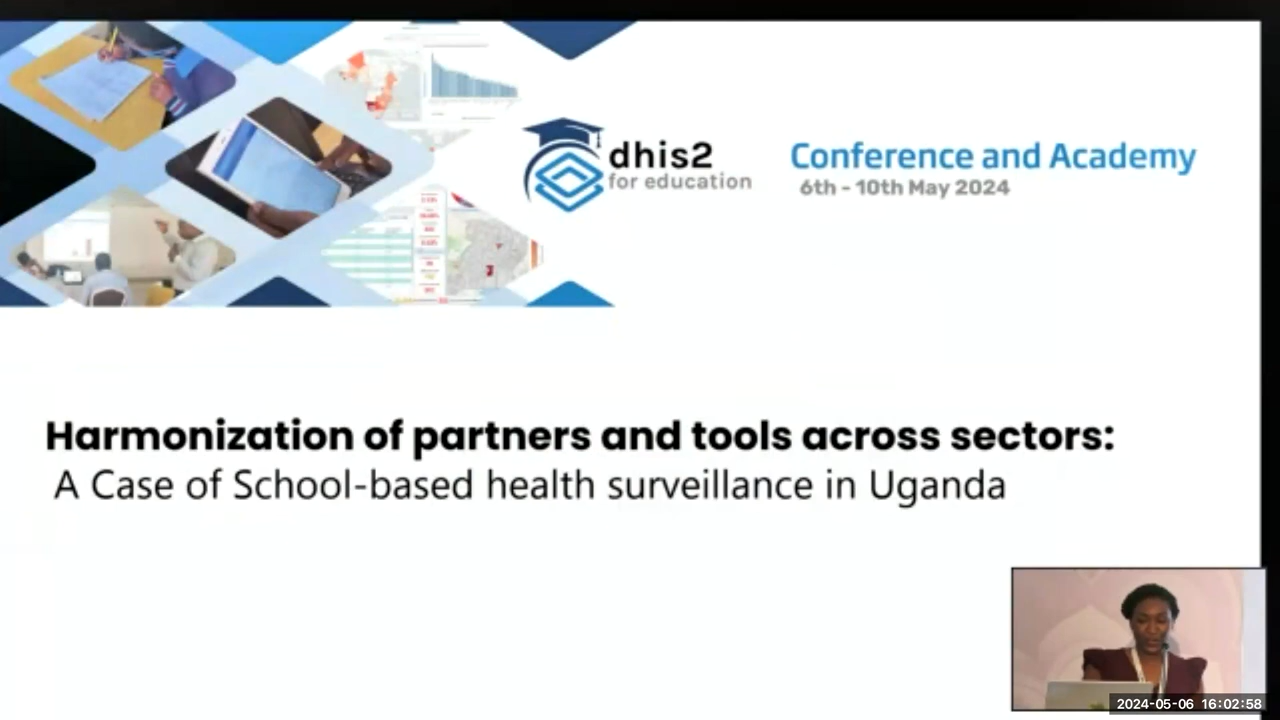 dhis2
for education
Conference and Academy
6th - 10th May 2024
Harmonization of partners and tools across sectors:
A Case of School-based health surveillance in Uganda
2024-05-06 16:02:58